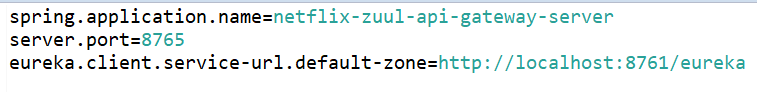 spring.application.name=netflix-zuul-api-gateway-server
server.port=8765
eureka.client.service-url.default-zone=http://localhost:8761/eureka